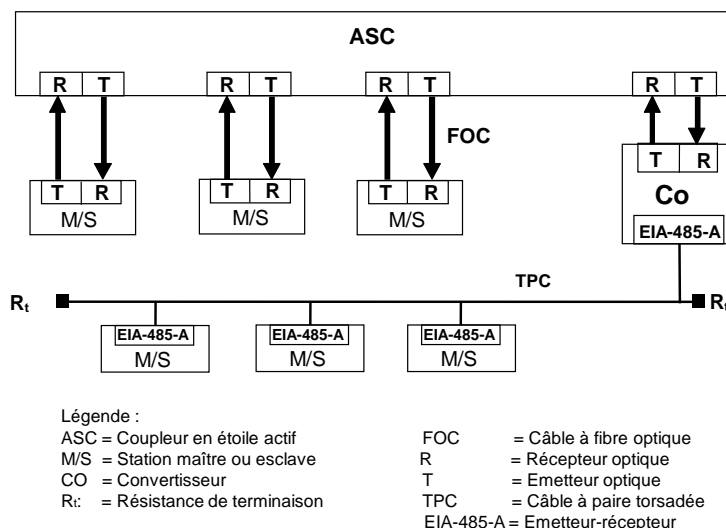 ASC
R T R T R T R T
FOC
T R T R T R T R
M/S M/S M/S Co
EIA-485-A
TPC
Rt Rt
EIA-485-A EIA-485-A EIA-485-A
M/S M/S M/S
Légende :
ASC = Coupleur en étoile actif
M/S = Station maître ou esclave
CO = Convertisseur
Rt: = Résistance de terminaison
FOC = Câble à fibre optique
R = Récepteur optique
T = Emetteur optique
TPC = Câble à paire torsadée
EIA-485-A = Emetteur-récepteur